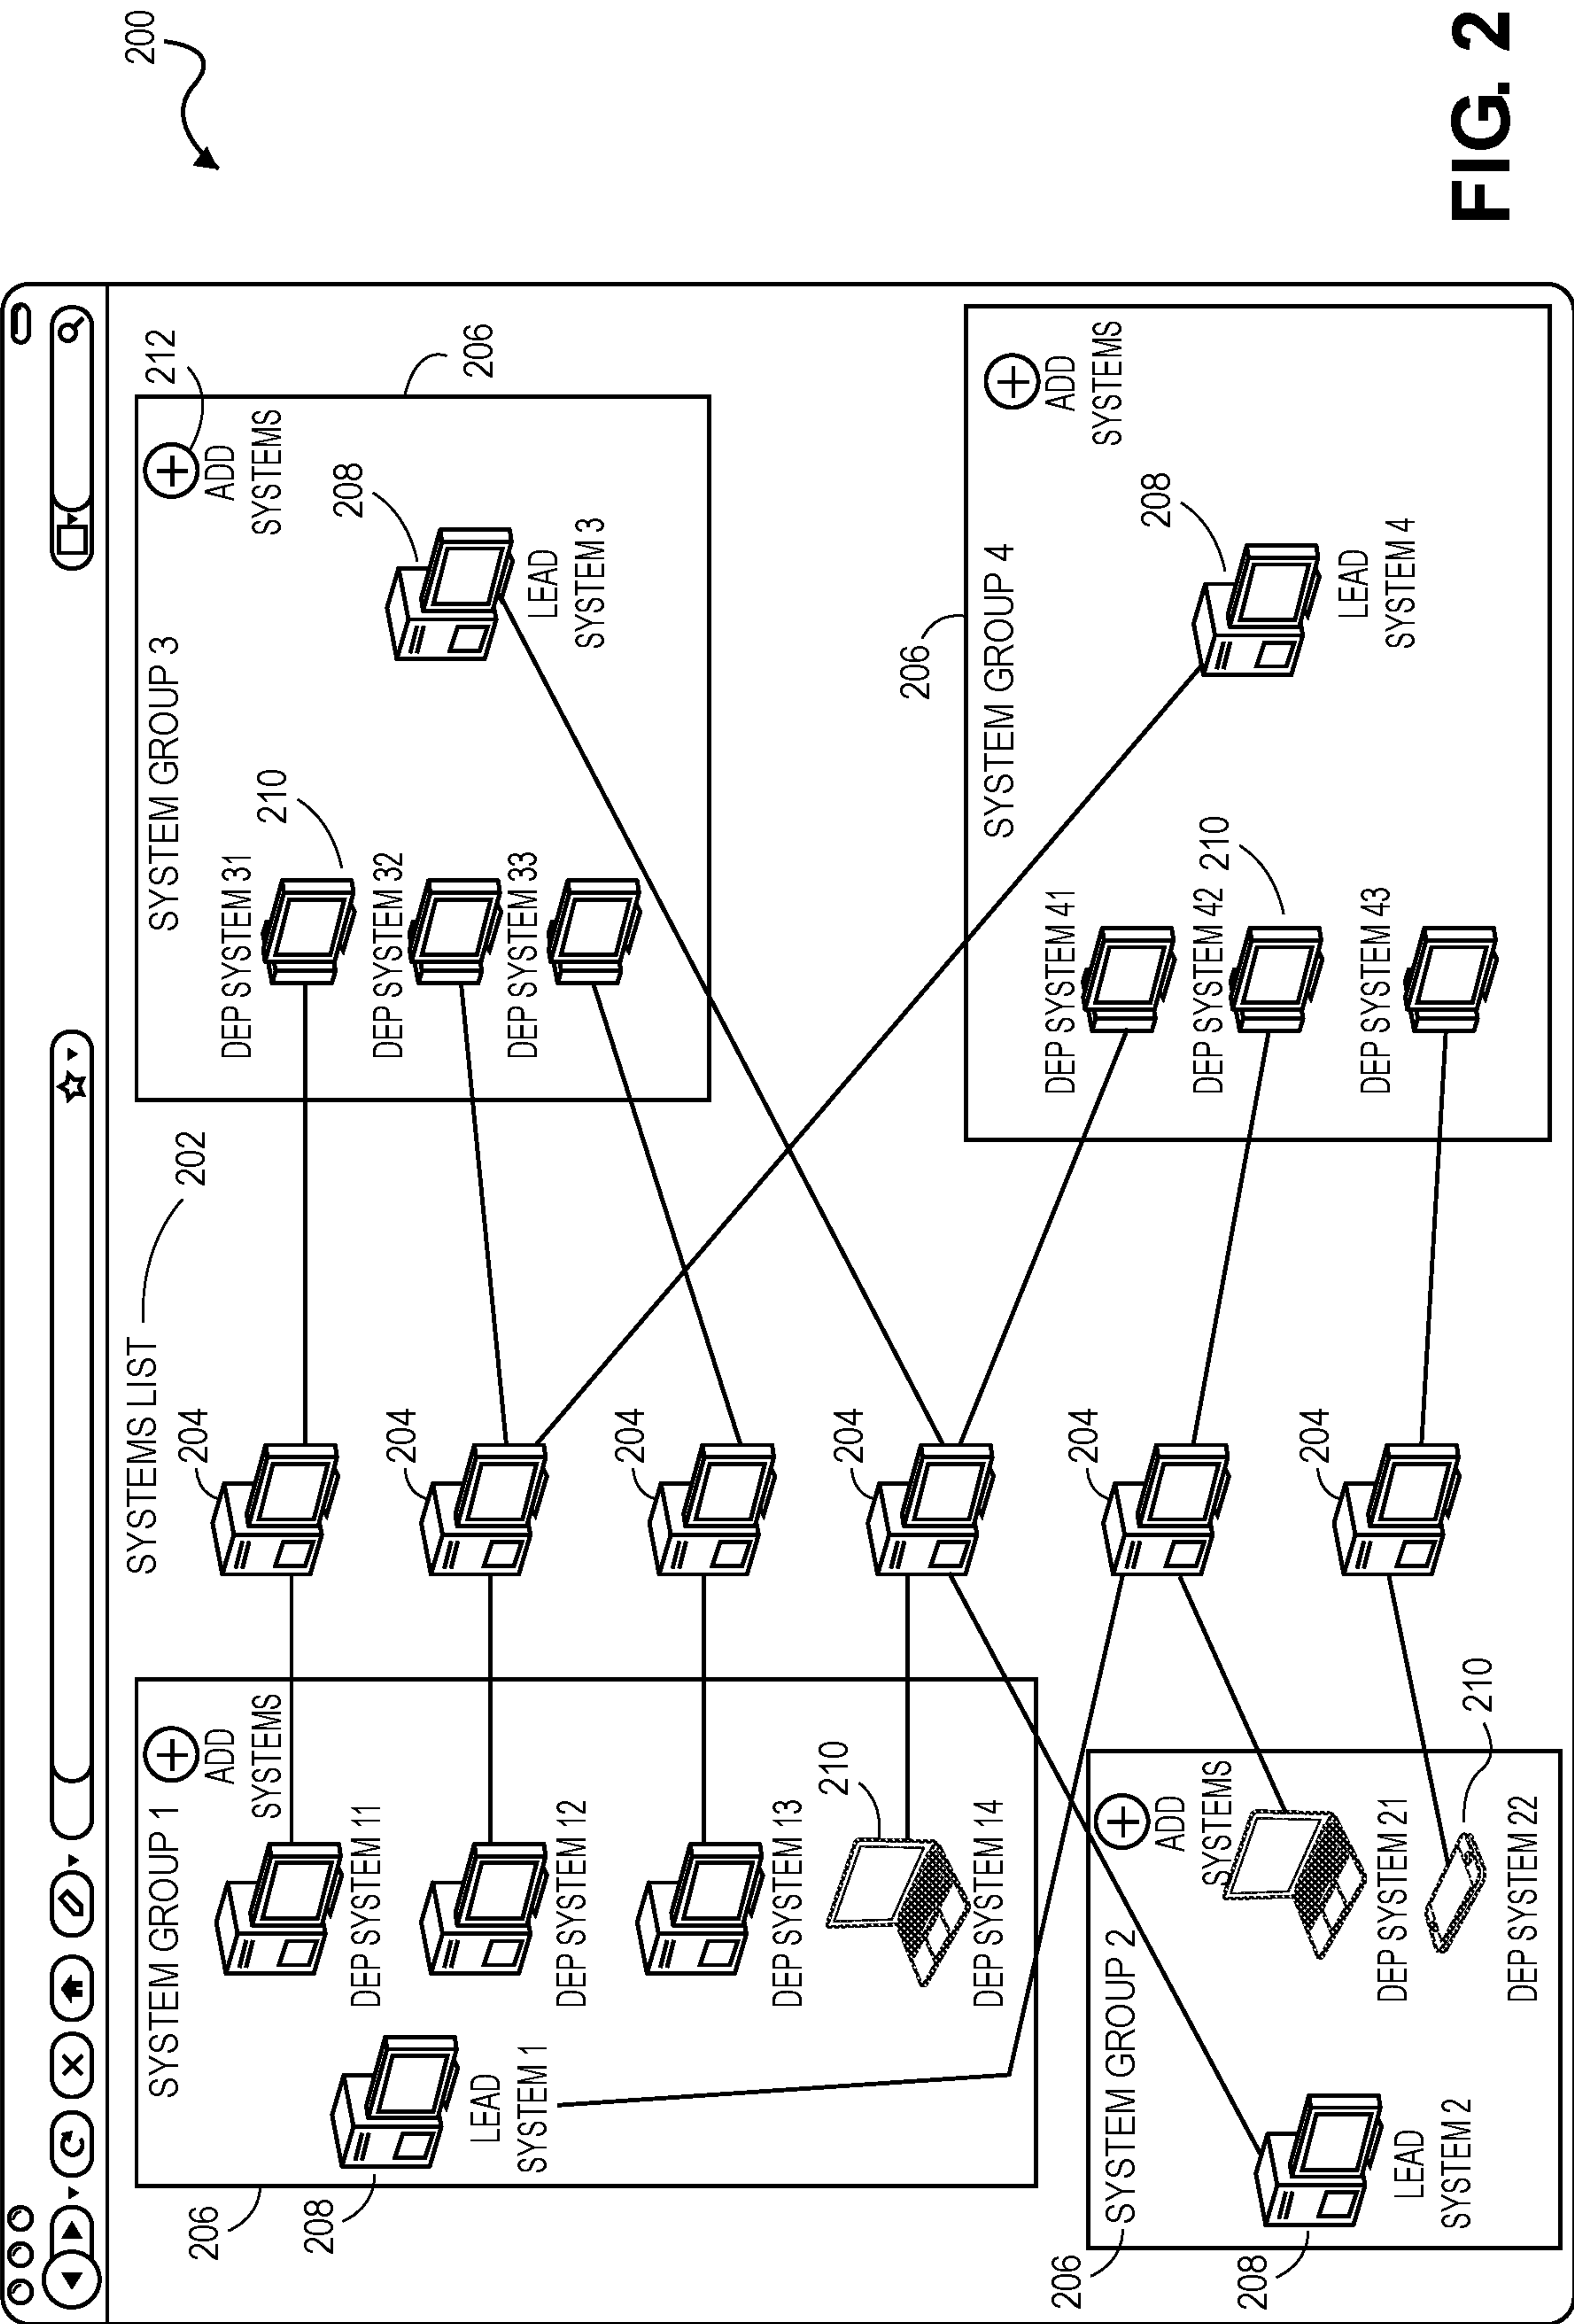 200
SYSTEMS LIST
202
SYSTEM GROUP 1
ADD
SYSTEMS
DEP SYSTEM 11
DEP SYSTEM 12
DEP SYSTEM 13
210
DEP SYSTEM 14
LEAD
SYSTEM 1
206
208
204
204
204
204
204
204
SYSTEM GROUP 3
212
ADD
SYSTEMS
206
DEP SYSTEM 31
210
DEP SYSTEM 32
DEP SYSTEM 33
208
LEAD
SYSTEM 3
206
SYSTEM GROUP 2
ADD
SYSTEMS
DEP SYSTEM 21
210
DEP SYSTEM 22
208
LEAD
SYSTEM 2
206
SYSTEM GROUP 4
ADD
SYSTEMS
DEP SYSTEM 41
DEP SYSTEM 42
210
DEP SYSTEM 43
208
LEAD
SYSTEM 4
FIG. 2